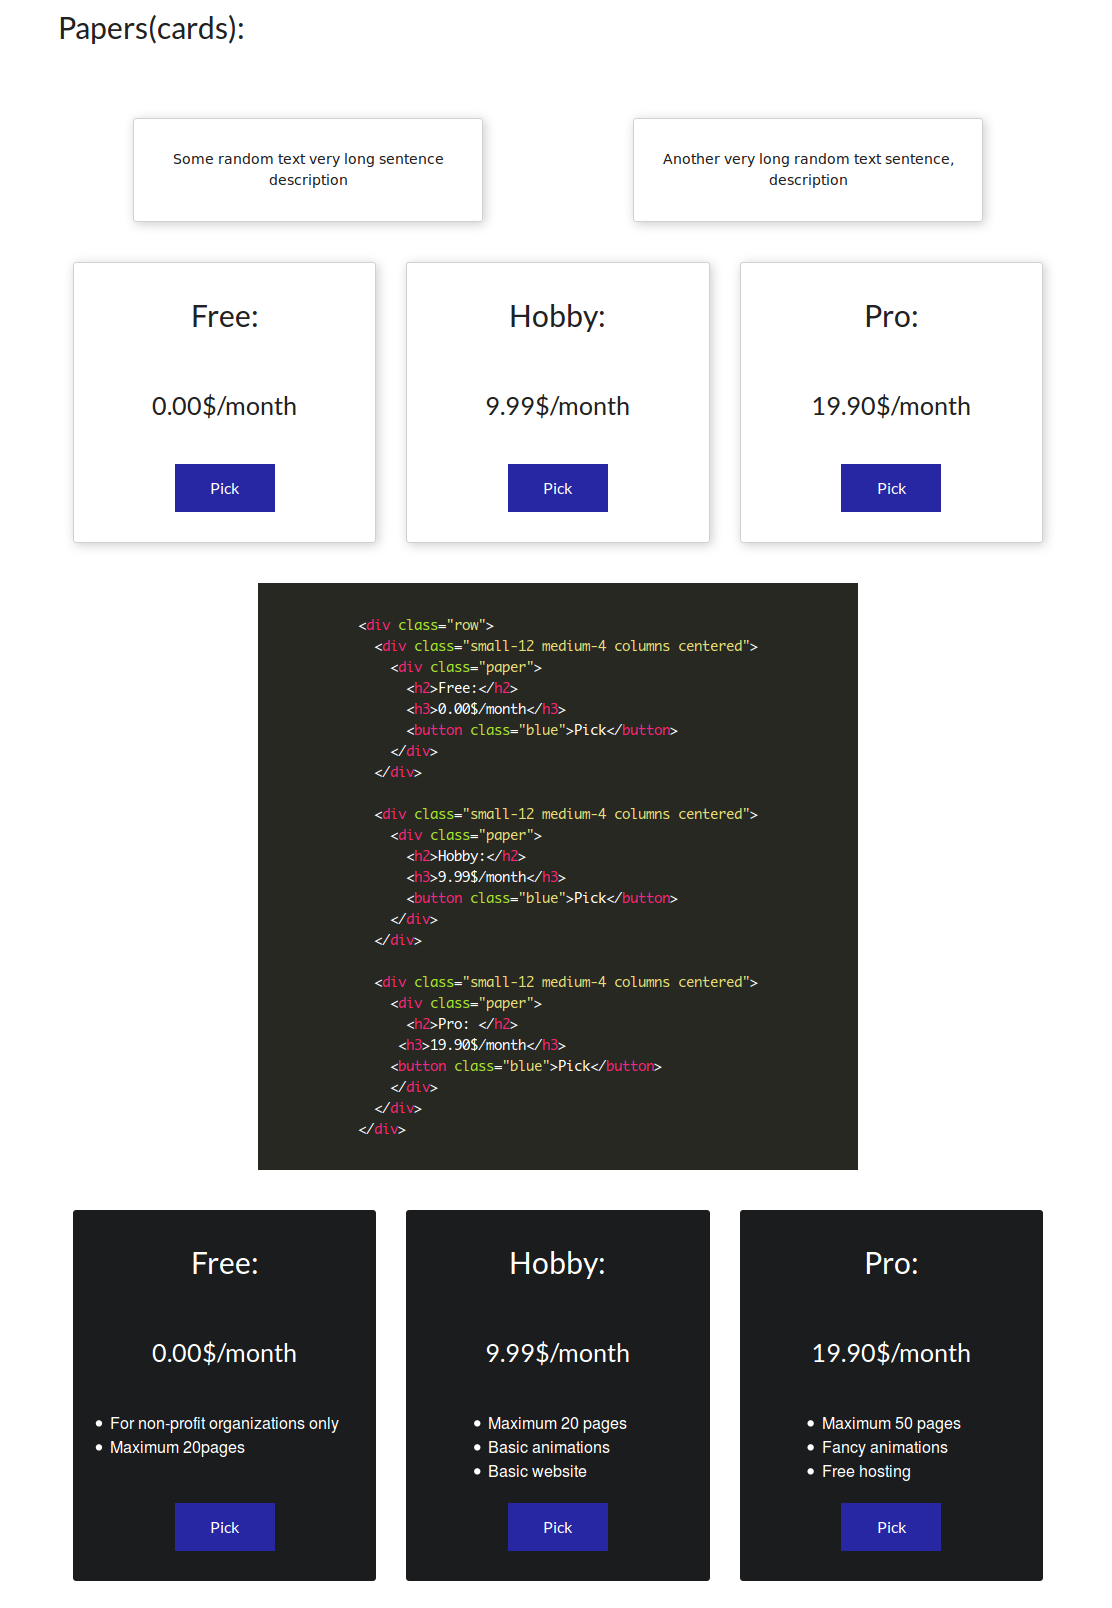 Papers(cards):
Some random text very long sentence
description
Another very long random text sentence,
description
Free:
0.00$/month
Pick
Hobby:
9.99$/month
Pick
Pro:
19.90$/month
Pick
<div class="row">
  <div class="small-12 medium-4 columns centered">
    <div class="paper">
      <h2>Free:</h2>
      <h3>0.00$/month</h3>
      <button class="blue">Pick</button>
    </div>
  </div>

  <div class="small-12 medium-4 columns centered">
    <div class="paper">
      <h2>Hobby:</h2>
      <h3>9.99$/month</h3>
      <button class="blue">Pick</button>
    </div>
  </div>

  <div class="small-12 medium-4 columns centered">
    <div class="paper">
      <h2>Pro: </h2>
     <h3>19.90$/month</h3>
    <button class="blue">Pick</button>
    </div>
  </div>
</div>
Free:
0.00$/month
• For non-profit organizations only
• Maximum 20pages
Pick
Hobby:
9.99$/month
• Maximum 20 pages
• Basic animations
• Basic website
Pick
Pro:
19.90$/month
• Maximum 50 pages
• Fancy animations
• Free hosting
Pick